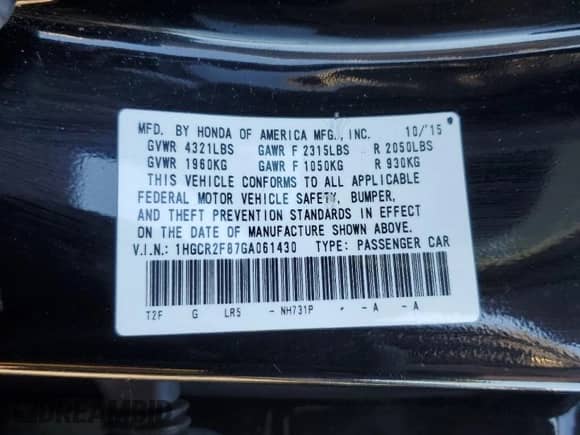 MFD. BY HONDA OF AMERICA MFG., INC. 10/'15
GVWR 4321LBS GAWR F 2315LBS R 2050LBS
GVWR 1960KG GAWR F 1050KG R 930KG
THIS VEHICLE CONFORMS TO ALL APPLICABLE
FEDERAL MOTOR VEHICLE SAFETY, BUMPER,
AND THEFT PREVENTION STANDARDS IN EFFECT
ON THE DATE OF MANUFACTURE SHOWN ABOVE.
V.I.N.: 1HGCR2F87GA061430 TYPE: PASSENGER CAR
T2F G LR5 - NH731P - - A - A
DREAMBID